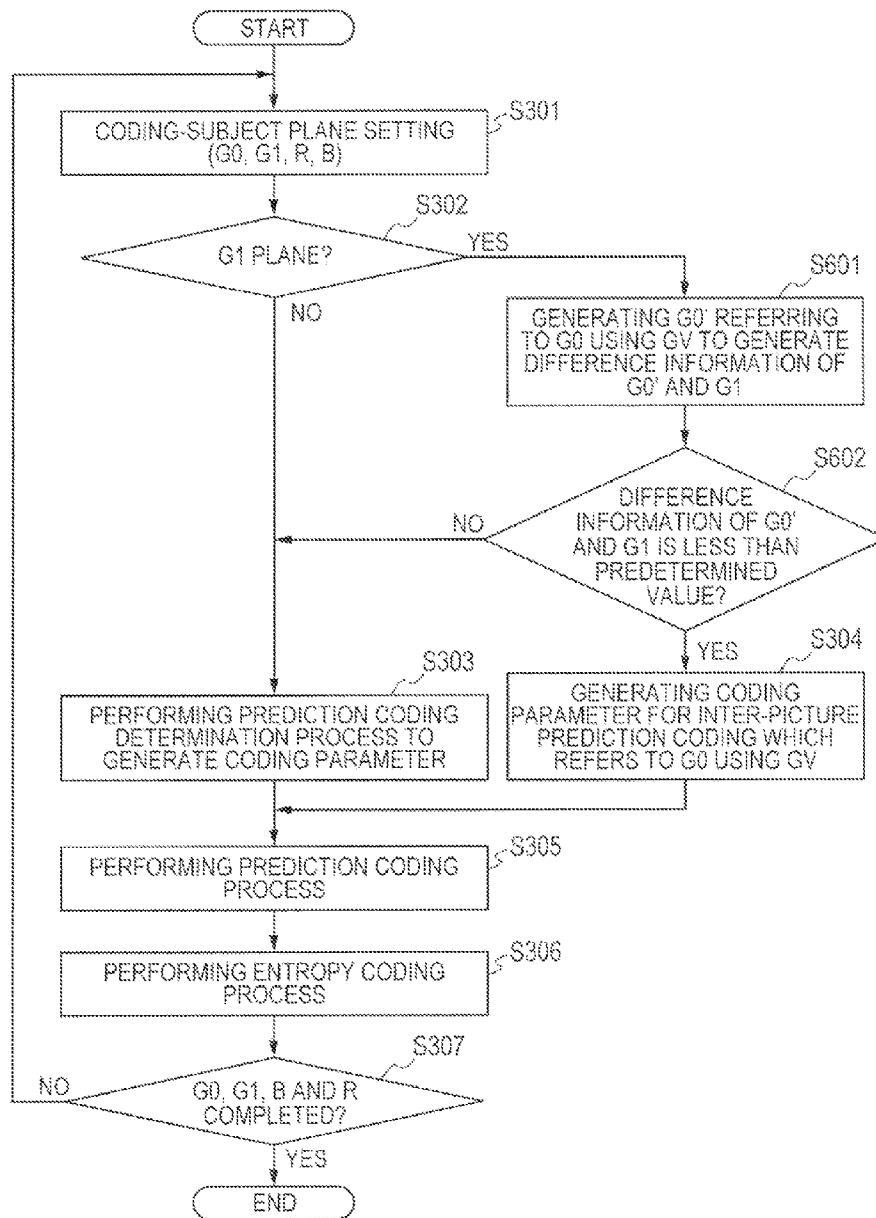 START
S301
CODING-SUBJECT PLANE SETTING
(G0, G1, R, B)
S302
G1 PLANE?
YES
NO
S601
GENERATING G0' REFERRING
TO G0 USING GV TO GENERATE
DIFFERENCE INFORMATION OF
G0' AND G1
S602
DIFFERENCE
INFORMATION OF G0'
AND G1 IS LESS THAN
PREDETERMINED
VALUE?
NO
YES
S303
PERFORMING PREDICTION CODING
DETERMINATION PROCESS TO
GENERATE CODING PARAMETER
S304
GENERATING CODING
PARAMETER FOR INTER-PICTURE
PREDICTION CODING WHICH
REFERS TO G0 USING GV
S305
PERFORMING PREDICTION CODING
PROCESS
S306
PERFORMING ENTROPY CODING
PROCESS
S307
G0, G1, B AND R
COMPLETED?
NO
YES
END